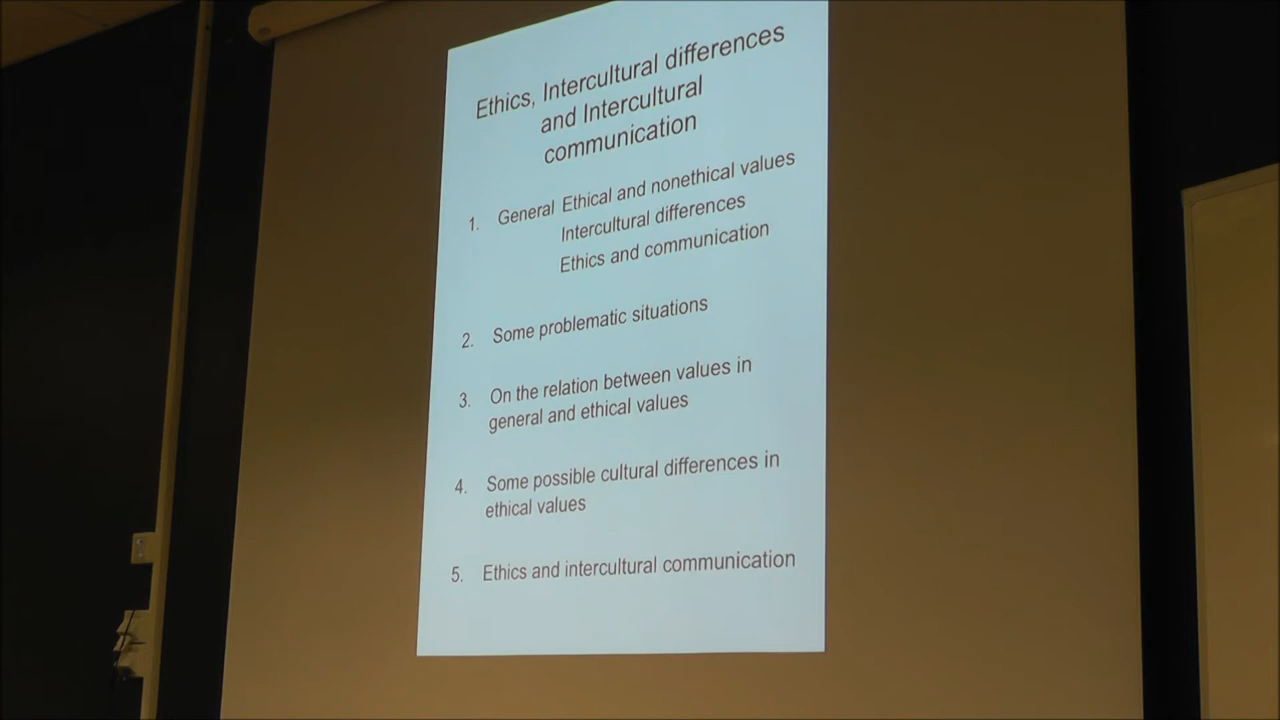 Ethics, Intercultural differences
and Intercultural
communication
1. General Ethical and nonethical values
Intercultural differences
Ethics and communication
2. Some problematic situations
3. On the relation between values in
general and ethical values
4. Some possible cultural differences in
ethical values
5. Ethics and intercultural communication